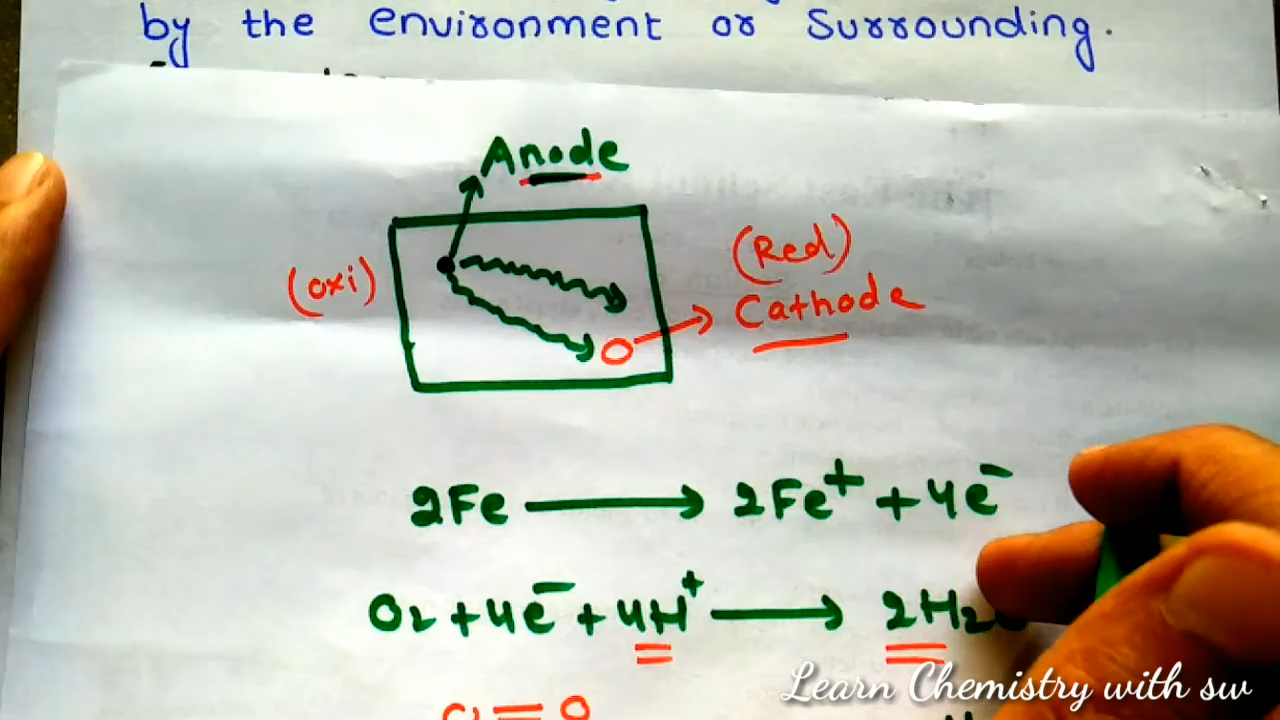 by the environment or Surrounding.
Anode
(oxi)
(Red)
Cathode
2Fe ⟶ 2Fe⁺ + 4e⁻
O₂ + 4e⁻ + 4H⁺ ⟶ 2H₂
Learn Chemistry with sw